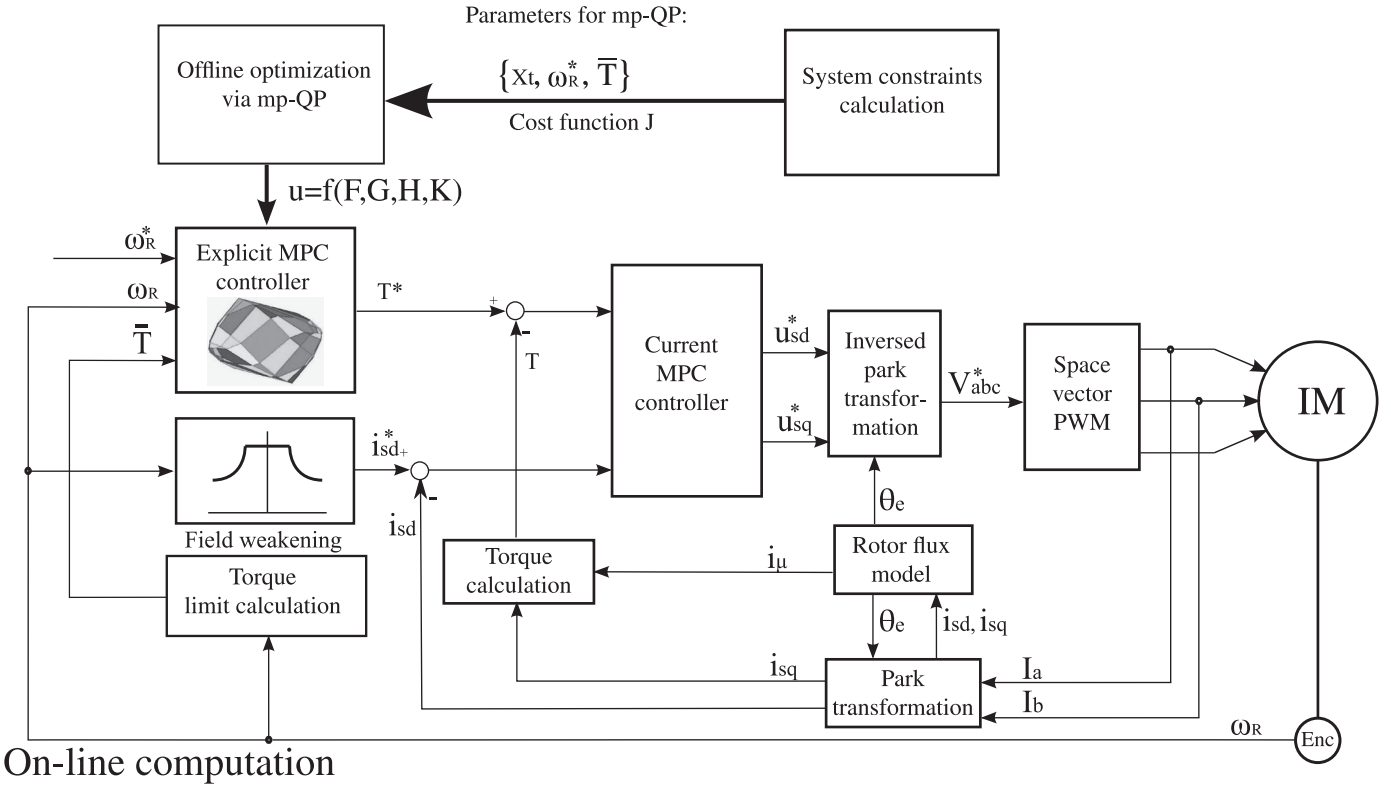 Parameters for mp-QP:
Offline optimization
via mp-QP
{Xt, ω*R, T̅}
Cost function J
System constraints
calculation
u=f(F,G,H,K)
ω*R
ωR
T̅
Explicit MPC
controller
T*
+
-
T
Current
MPC
controller
u*sd
u*sq
Inversed
park
transfor-
mation
V*abc
Space
vector
PWM
IM
i*sd+
-
isd
Field weakening
Torque
limit calculation
Torque
calculation
iμ
θe
Rotor flux
model
θe
isd, isq
isq
Park
transformation
Ia
Ib
ωR
Enc
On-line computation